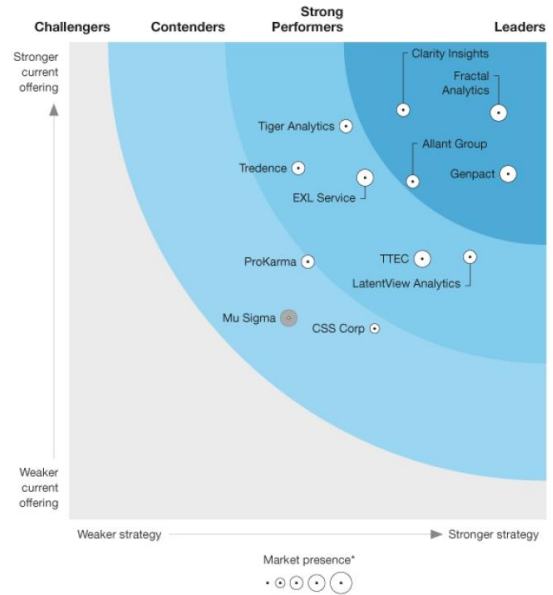 Challengers
Contenders
Strong
Performers
Leaders
Stronger
current
offering
Clarity Insights
Fractal
Analytics
Tiger Analytics
Allant Group
Tredence
Genpact
EXL Service
ProKarma
TTEC
LatentView Analytics
Mu Sigma
CSS Corp
Weaker
current
offering
Weaker strategy
Stronger strategy
Market presence*